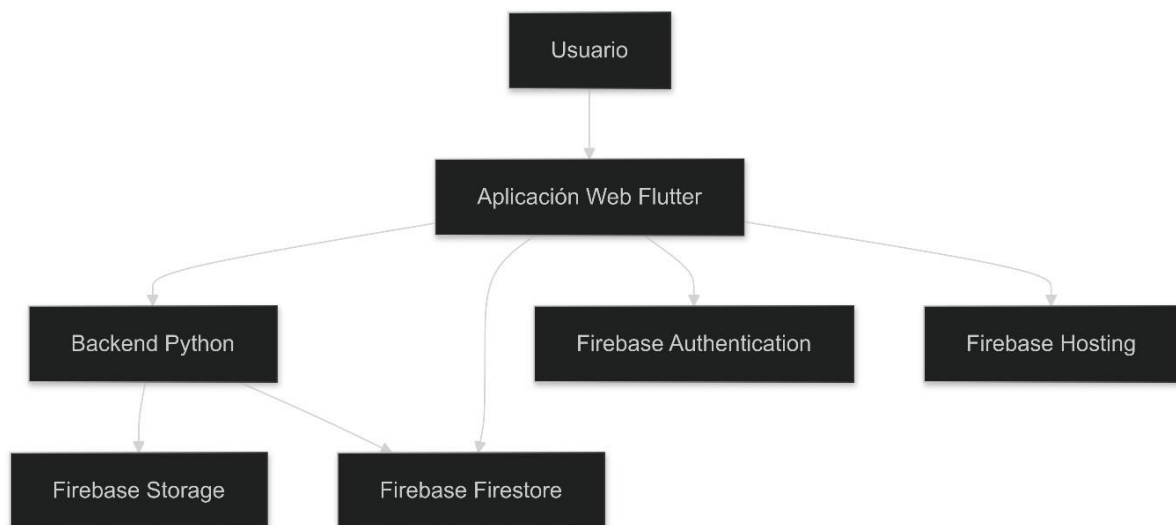 Usuario
Aplicación Web Flutter
Backend Python
Firebase Authentication
Firebase Hosting
Firebase Storage
Firebase Firestore